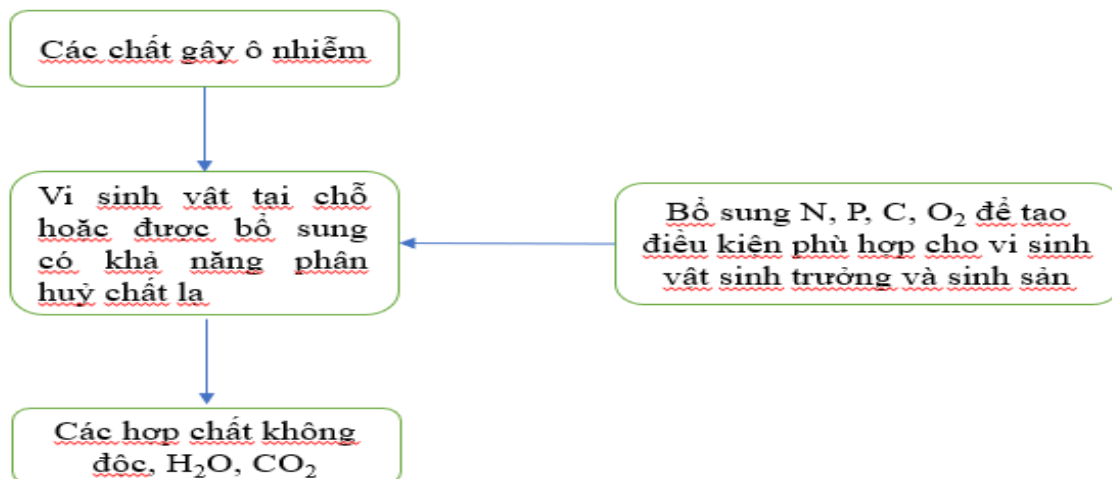 Các chất gây ô nhiễm
Vi sinh vật tại chỗ
hoặc được bổ sung
có khả năng phân
huỷ chất lạ
Bổ sung N, P, C, O₂ để tạo
điều kiện phù hợp cho vi sinh
vật sinh trưởng và sinh sản
Các hợp chất không
độc, H₂O, CO₂